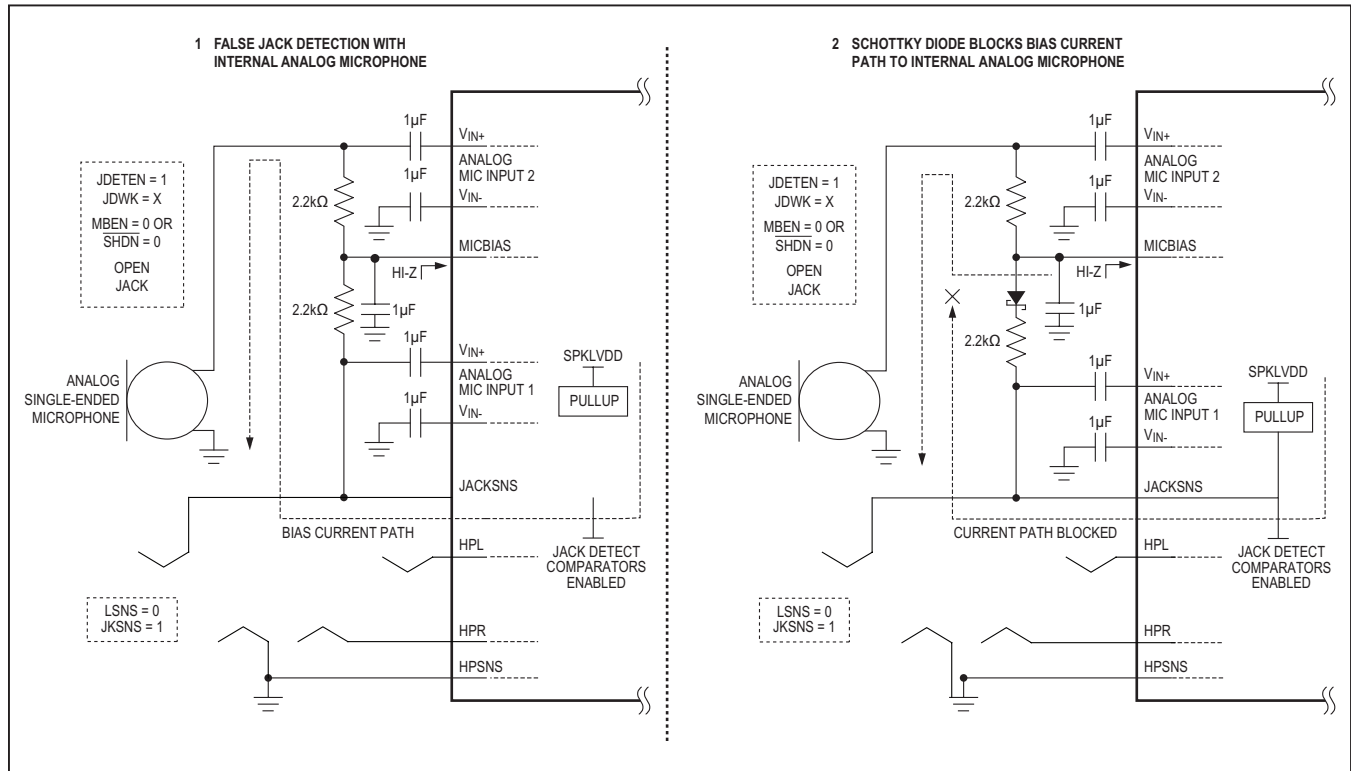 1 FALSE JACK DETECTION WITH
INTERNAL ANALOG MICROPHONE
JDETEN = 1
JDWK = X
MBEN = 0 OR
SHDN = 0
OPEN
JACK
1µF
VIN+
ANALOG
MIC INPUT 2
1µF
VIN-
2.2kΩ
MICBIAS
HI-Z
2.2kΩ
1µF
1µF
VIN+
ANALOG
MIC INPUT 1
1µF
VIN-
SPKLVDD
PULLUP
ANALOG
SINGLE-ENDED
MICROPHONE
JACKSNS
BIAS CURRENT PATH
HPL
JACK DETECT
COMPARATORS
ENABLED
LSNS = 0
JKSNS = 1
HPR
HPSNS
2 SCHOTTKY DIODE BLOCKS BIAS CURRENT
PATH TO INTERNAL ANALOG MICROPHONE
JDETEN = 1
JDWK = X
MBEN = 0 OR
SHDN = 0
OPEN
JACK
1µF
VIN+
ANALOG
MIC INPUT 2
1µF
VIN-
2.2kΩ
MICBIAS
HI-Z
1µF
2.2kΩ
1µF
VIN+
ANALOG
MIC INPUT 1
1µF
VIN-
SPKLVDD
PULLUP
ANALOG
SINGLE-ENDED
MICROPHONE
JACKSNS
CURRENT PATH BLOCKED
HPL
JACK DETECT
COMPARATORS
ENABLED
LSNS = 0
JKSNS = 1
HPR
HPSNS